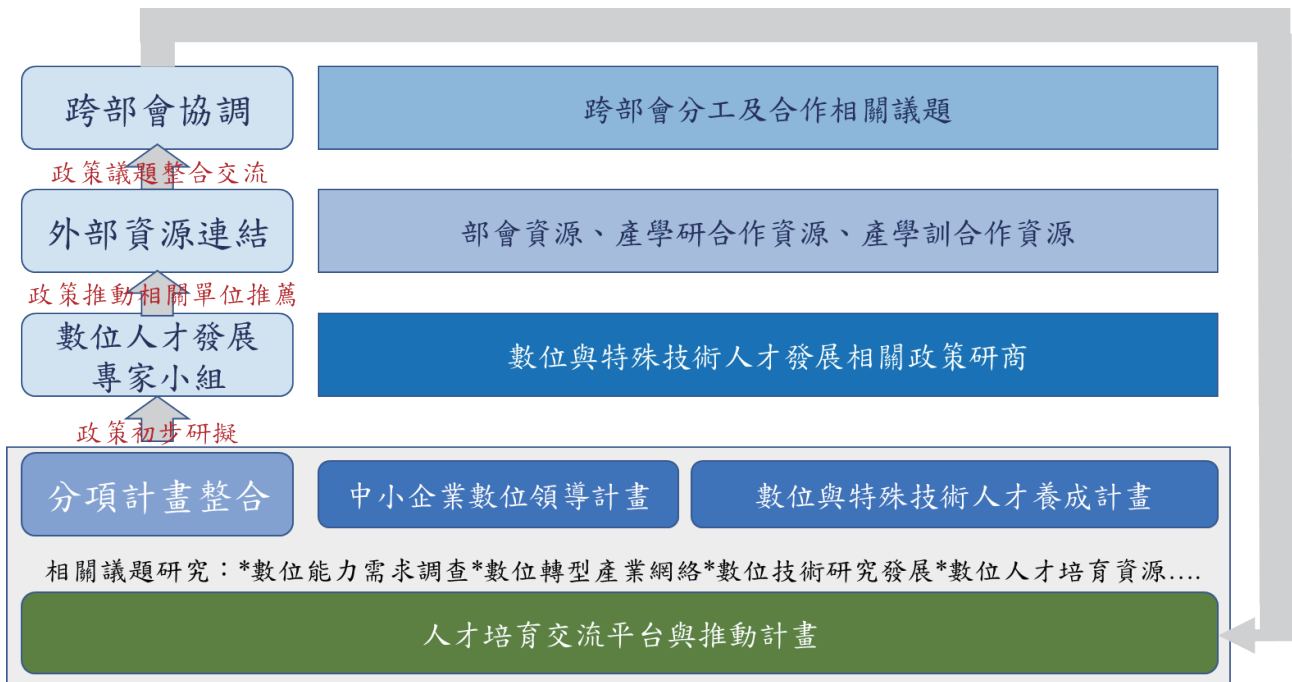 跨部會協調
跨部會分工及合作相關議題
政策議題整合交流
外部資源連結
部會資源、產學研合作資源、產學訓合作資源
政策推動相關單位推薦
數位人才發展
專家小組
數位與特殊技術人才發展相關政策研商
政策初步研擬
分項計畫整合
中小企業數位領導計畫
數位與特殊技術人才養成計畫
相關議題研究：*數位能力需求調查*數位轉型產業網絡*數位技術研究發展*數位人才培育資源....
人才培育交流平台與推動計畫